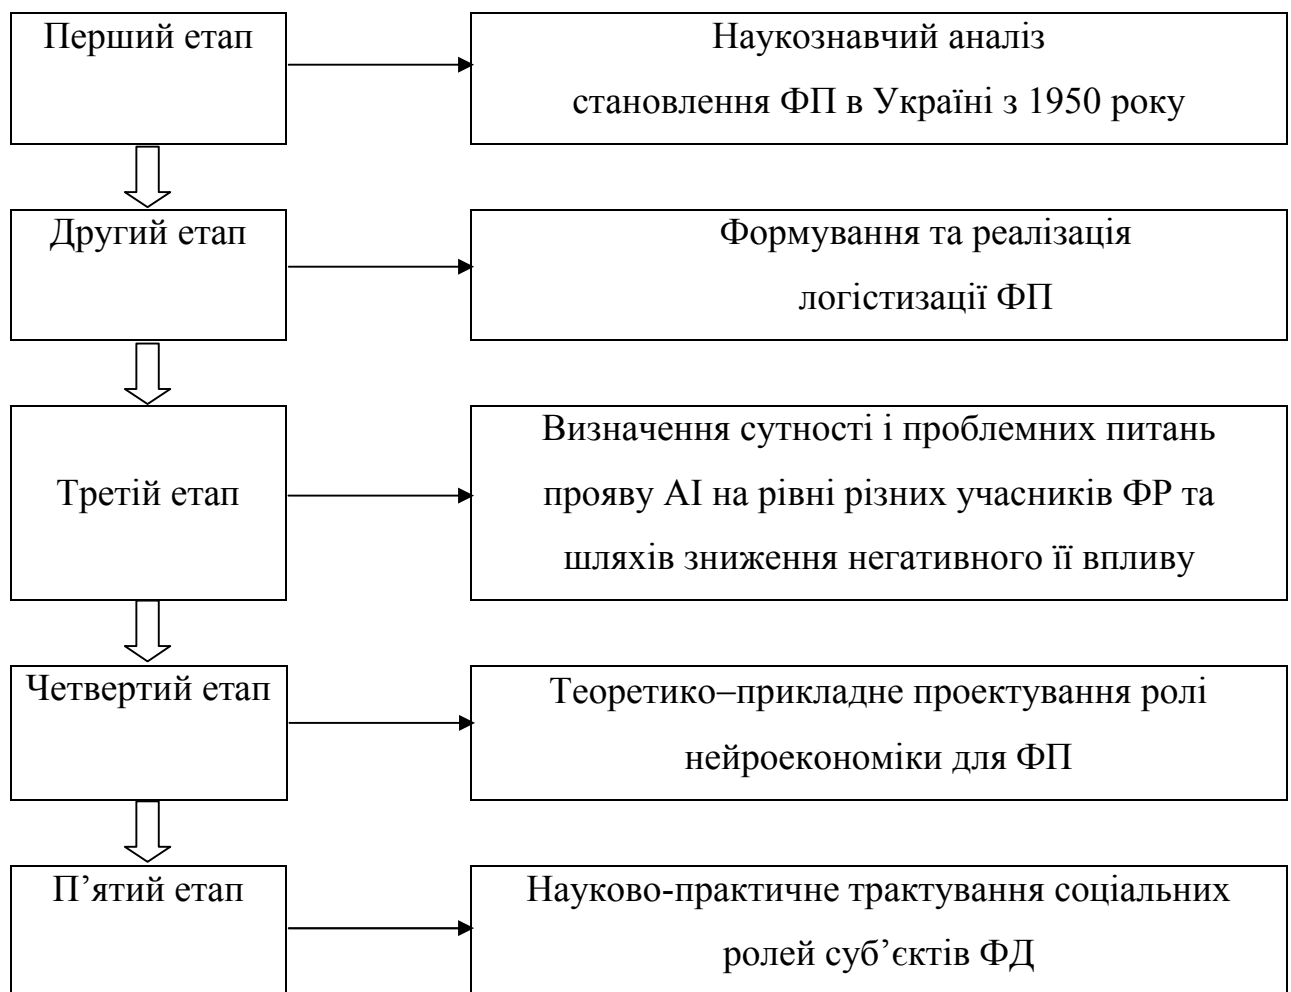 Перший етап
Наукознавчий аналіз
становлення ФП в Україні з 1950 року
Другий етап
Формування та реалізація
логістизації ФП
Третій етап
Визначення сутності і проблемних питань
прояву АІ на рівні різних учасників ФР та
шляхів зниження негативного її впливу
Четвертий етап
Теоретико–прикладне проектування ролі
нейроекономіки для ФП
П’ятий етап
Науково-практичне трактування соціальних
ролей суб’єктів ФД